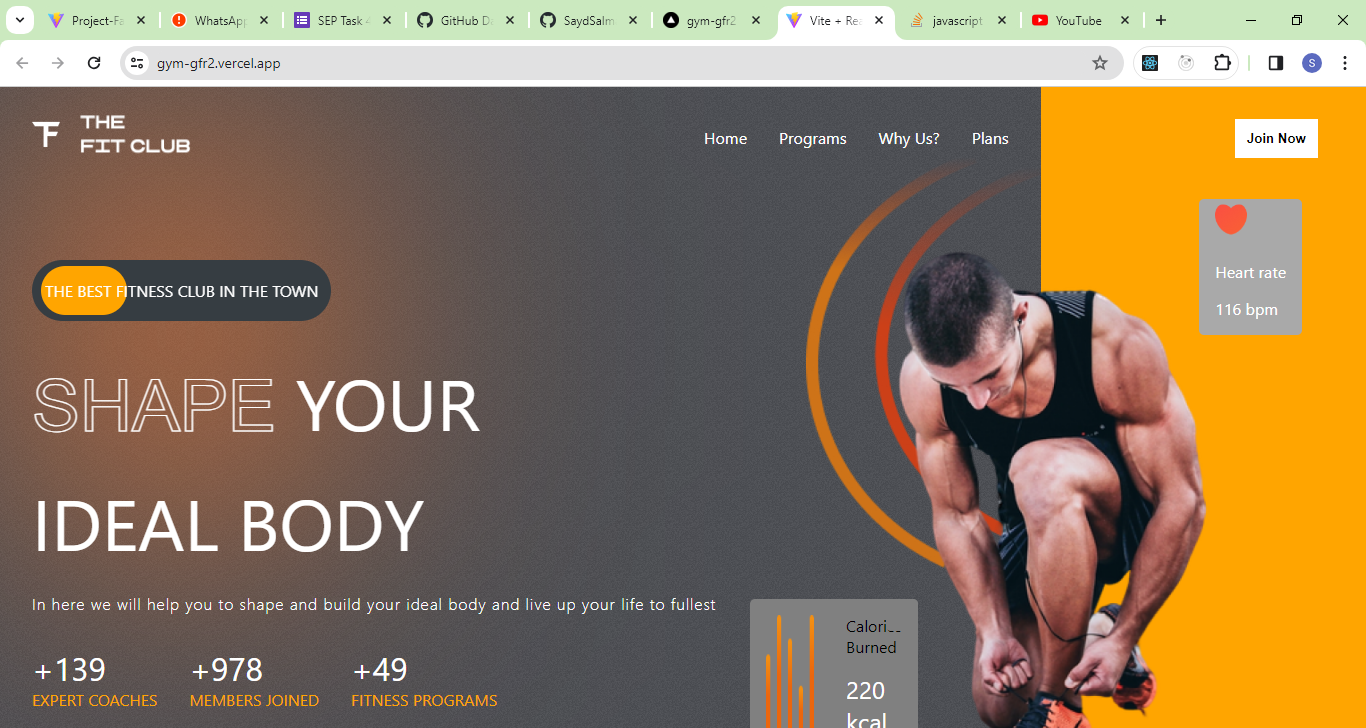 Project-Fa
WhatsApp
SEP Task 4
GitHub Da
SaydSalm
gym-gfr2
Vite + Rea
javascript
YouTube
gym-gfr2.vercel.app
S
THE
FIT CLUB
Home Programs Why Us? Plans
Join Now
Heart rate
116 bpm
THE BEST FITNESS CLUB IN THE TOWN
SHAPE YOUR
IDEAL BODY
In here we will help you to shape and build your ideal body and live up your life to fullest
+139 +978 +49
EXPERT COACHES MEMBERS JOINED FITNESS PROGRAMS
Calori
Burned
220
kcal